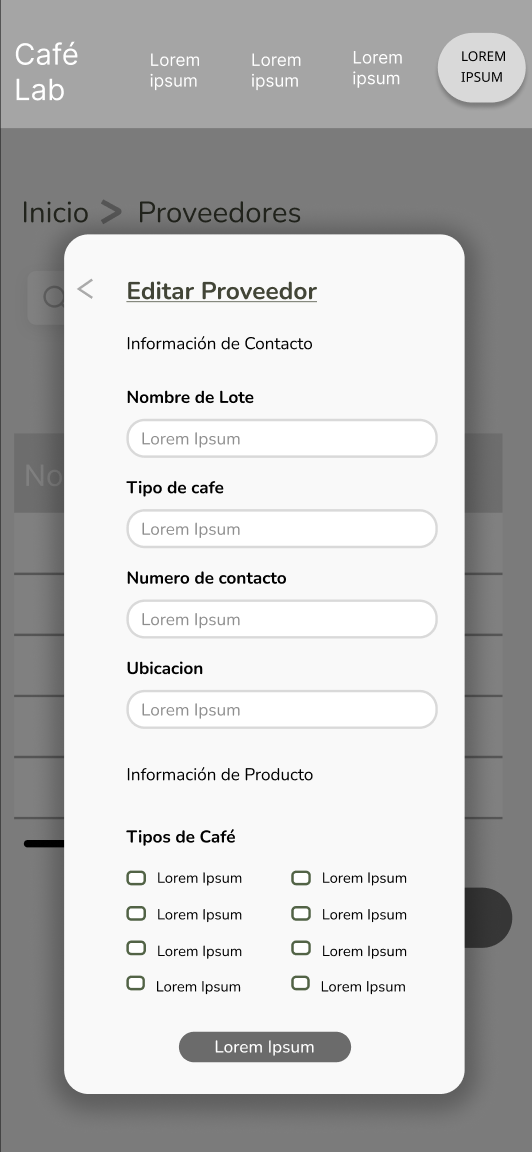 Café
Lab
Lorem
ipsum
Lorem
ipsum
Lorem
ipsum
LOREM
IPSUM
Inicio > Proveedores
Editar Proveedor
Información de Contacto
No
Nombre de Lote
Lorem Ipsum
Tipo de cafe
Lorem Ipsum
Numero de contacto
Lorem Ipsum
Ubicacion
Lorem Ipsum
Información de Producto
Tipos de Café
Lorem Ipsum Lorem Ipsum
Lorem Ipsum Lorem Ipsum
Lorem Ipsum Lorem Ipsum
Lorem Ipsum Lorem Ipsum
Lorem Ipsum